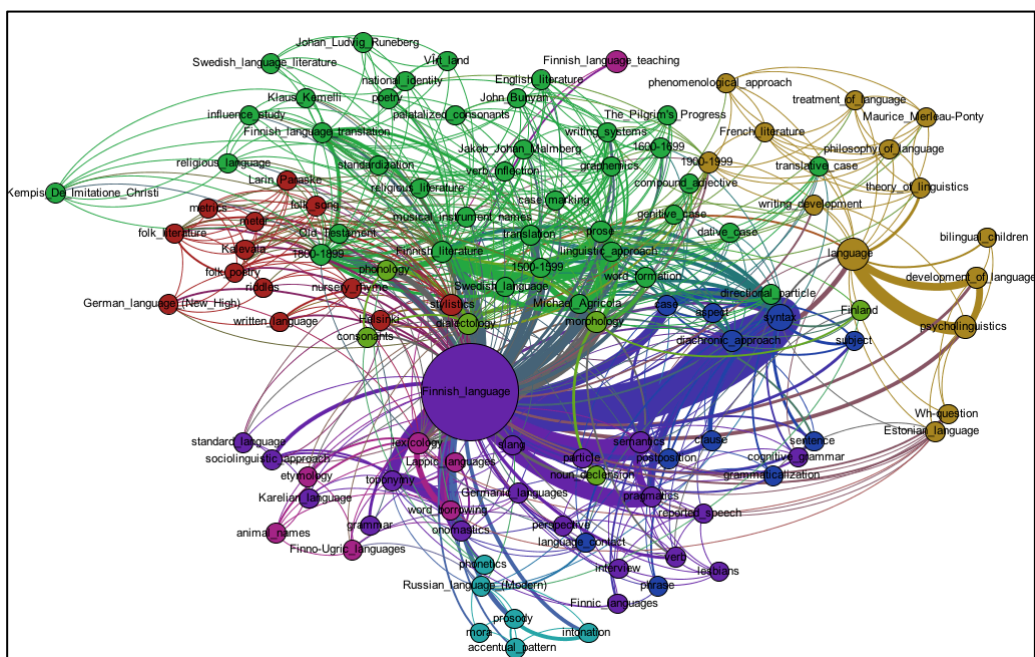 Johan_Ludvig_Runeberg
Swedish_language_literature
Virt_land
Finnish_language_teaching
national_identity
English_literature
phenomenological_approach
Klaus_Kemelli
poetry
John_Bunyan
treatment_of_language
influence_study
palatalized_consonants
The_Pilgrim's_Progress
Maurice_Merleau-Ponty
Finnish_language_translation
writing_systems
1600-1699
French_literature
Jakob_Johan_Malmberg
graphemics
1900-1999
philosophy_of_language
religious_language
standardization
verb_inflection
compound_adjective
translative_case
Kempis_De_Imitatione_Christi
Larin_Paraske
religious_literature
case_marking
theory_of_linguistics
metrics
folk_song
musical_instrument_names
genitive_case
writing_development
meter
Old_Testament
translation
prose
dative_case
bilingual_children
folk_literature
Kalevala
1800-1899
Finnish_literature
linguistic_approach
language
folk_poetry
phonology
1500-1599
word_formation
development_of_language
riddles
nursery_rhyme
Swedish_language
directional_particle
German_language_(New_High)
stylistics
Michael_Agricola
case
aspect
Finland
written_language
Helsinki
dialectology
morphology
syntax
psycholinguistics
consonants
diachronic_approach
subject
Finnish_language
Wh-question
Estonian_language
standard_language
lexicology
slang
semantics
clause
sentence
sociolinguistic_approach
Lappic_languages
particle
postposition
cognitive_grammar
etymology
toponymy
noun_declension
grammaticalization
Karelian_language
Germanic_languages
pragmatics
word_borrowing
reported_speech
animal_names
grammar
onomastics
perspective
Finno-Ugric_languages
language_contact
verb
phonetics
interview
lesbians
Russian_language_(Modern)
phrase
Finnic_languages
prosody
mora
intonation
accentual_pattern